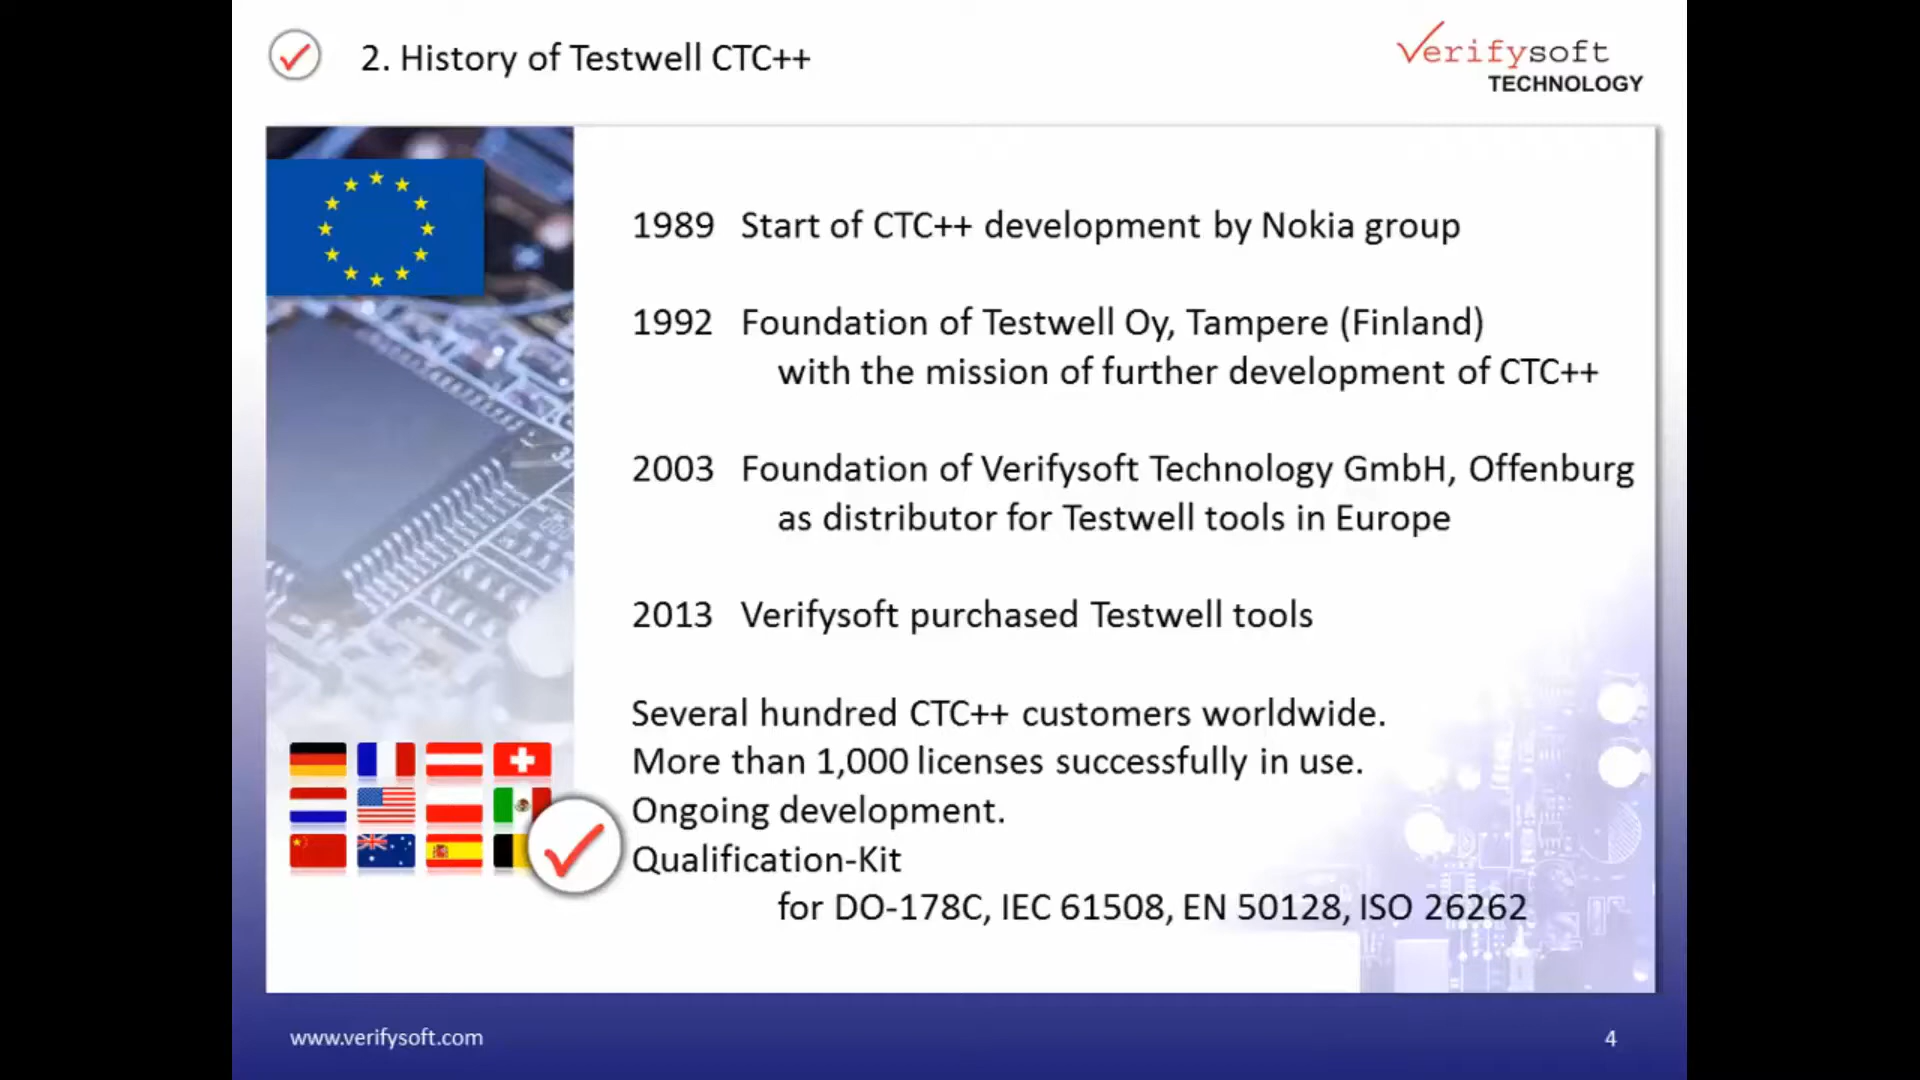 2. History of Testwell CTC++
Verifysoft
TECHNOLOGY
1989 Start of CTC++ development by Nokia group
1992 Foundation of Testwell Oy, Tampere (Finland)
with the mission of further development of CTC++
2003 Foundation of Verifysoft Technology GmbH, Offenburg
as distributor for Testwell tools in Europe
2013 Verifysoft purchased Testwell tools
Several hundred CTC++ customers worldwide.
More than 1,000 licenses successfully in use.
Ongoing development.
Qualification-Kit
for DO-178C, IEC 61508, EN 50128, ISO 26262
www.verifysoft.com
4